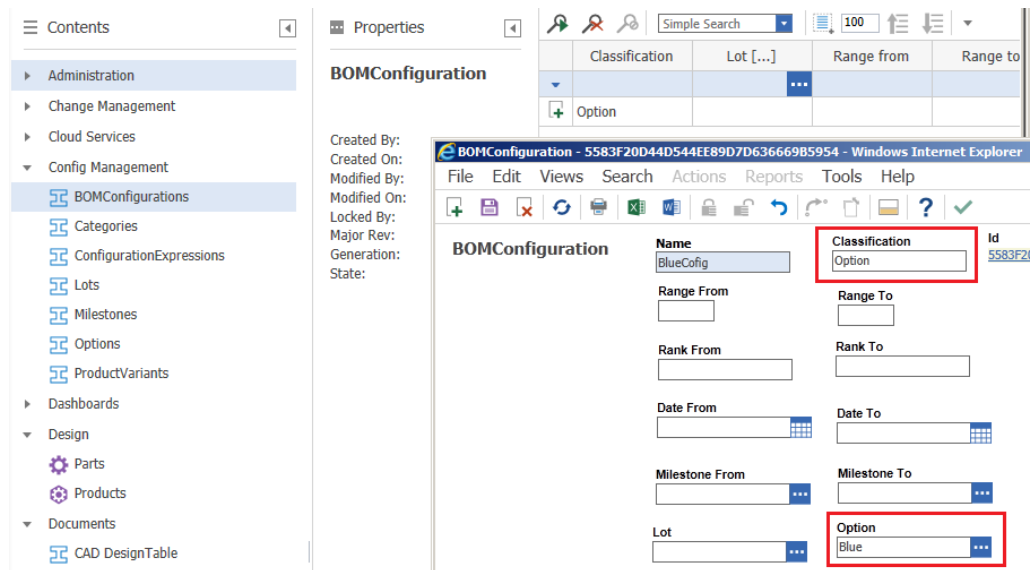 Contents
Administration
Change Management
Cloud Services
Config Management
BOMConfigurations
Categories
ConfigurationExpressions
Lots
Milestones
Options
ProductVariants
Dashboards
Design
Parts
Products
Documents
CAD DesignTable
Properties
BOMConfiguration
Created By:
Created On:
Modified By:
Modified On:
Locked By:
Major Rev:
Generation:
State:
Simple Search 100
Classification Lot [...] Range from Range to
Option
BOMConfiguration - 5583F20D44D544EE89D7D636669B5954 - Windows Internet Explorer
File Edit Views Search Actions Reports Tools Help
BOMConfiguration
Name Classification Id
BlueCofig Option 5583F20
Range From Range To
Rank From Rank To
Date From Date To
Milestone From Milestone To
Lot Option
Blue